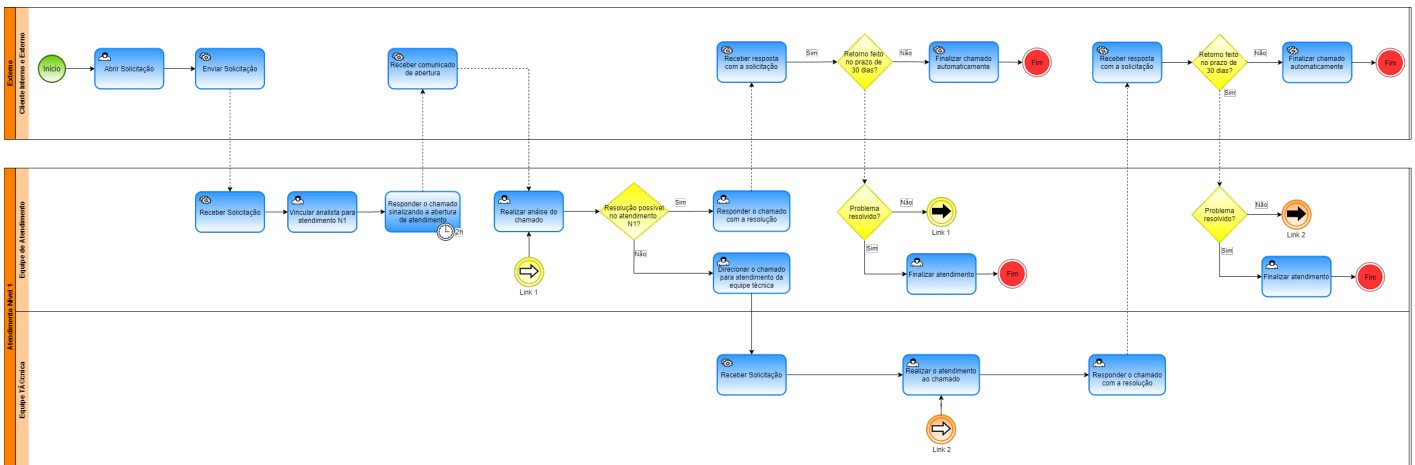 Externo
Cliente Interno e Externo
Início
Abrir Solicitação
Enviar Solicitação
Receber comunicado
de abertura
Receber resposta
com a solicitação
Sim
Retorno feito
no prazo de
30 dias?
Não
Finalizar chamado
automaticamente
Fim
Receber resposta
com a solicitação
Retorno feito
no prazo de
30 dias?
Não
Sim
Finalizar chamado
automaticamente
Fim
Atendimento Nível 1
Equipe de Atendimento
Receber Solicitação
Vincular analista para
atendimento N1
Responder o chamado
sinalizando a abertura
de atendimento
2h
Realizar anáise do
chamado
Link 1
Resolução possível
no atendimento
N1?
Sim
Não
Responder o chamado
com a resolução
Direcionar o chamado
para atendimento da
equipe técnica
Problema
resolvido?
Não
Link 1
Sim
Finalizar atendimento
Fim
Problema
resolvido?
Não
Link 2
Sim
Finalizar atendimento
Fim
Receber Solicitação
Realizar o atendimento
ao chamado
Link 2
Responder o chamado
com a resolução